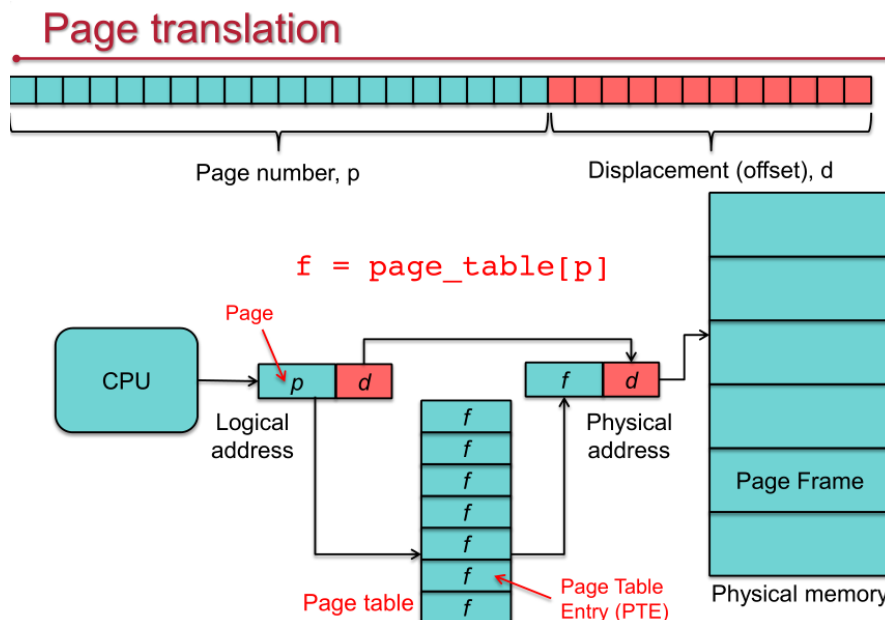 Page translation
Page number, p
Displacement (offset), d
f = page_table[p]
Page
CPU
p
d
f
d
Logical
address
Physical
address
f
f
f
f
f
f
f
Page table
Page Table
Entry (PTE)
Page Frame
Physical memory